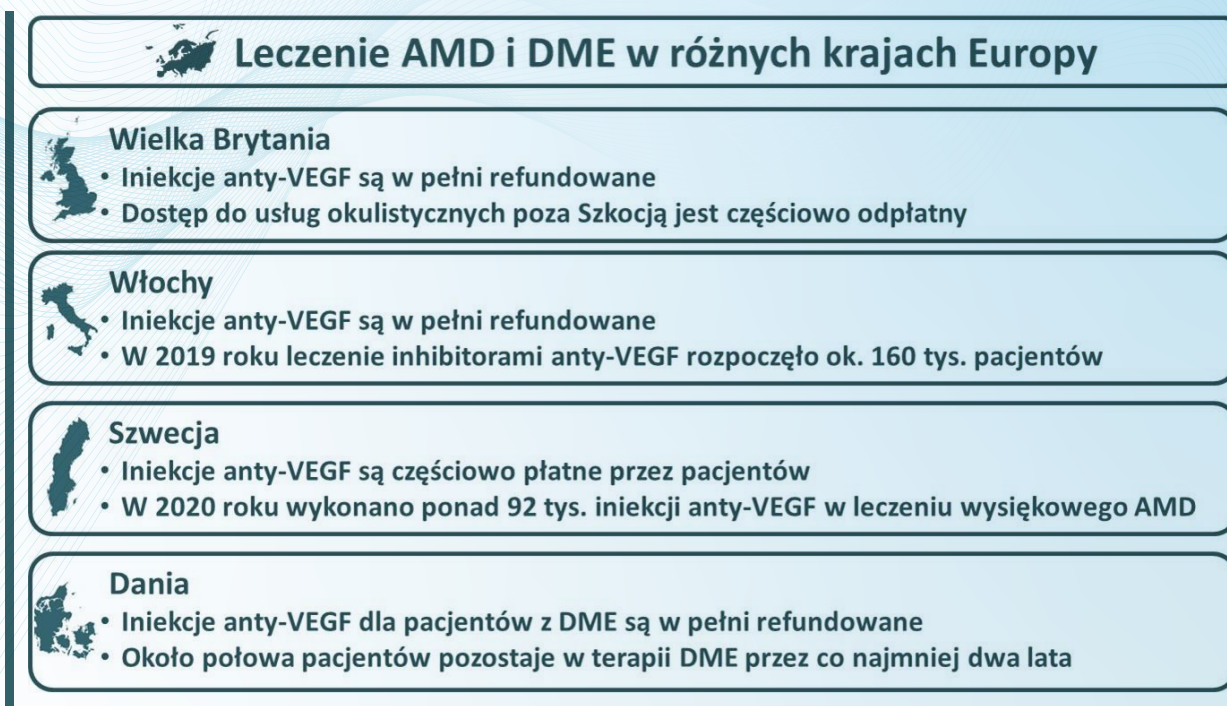 Leczenie AMD i DME w różnych krajach Europy
Wielka Brytania
• Iniekcje anty-VEGF są w pełni refundowane
• Dostęp do usług okulistycznych poza Szkocją jest częściowo odpłatny
Włochy
• Iniekcje anty-VEGF są w pełni refundowane
• W 2019 roku leczenie inhibitorami anty-VEGF rozpoczęło ok. 160 tys. pacjentów
Szwecja
• Iniekcje anty-VEGF są częściowo płatne przez pacjentów
• W 2020 roku wykonano ponad 92 tys. iniekcji anty-VEGF w leczeniu wysiękowego AMD
Dania
• Iniekcje anty-VEGF dla pacjentów z DME są w pełni refundowane
• Około połowa pacjentów pozostaje w terapii DME przez co najmniej dwa lata